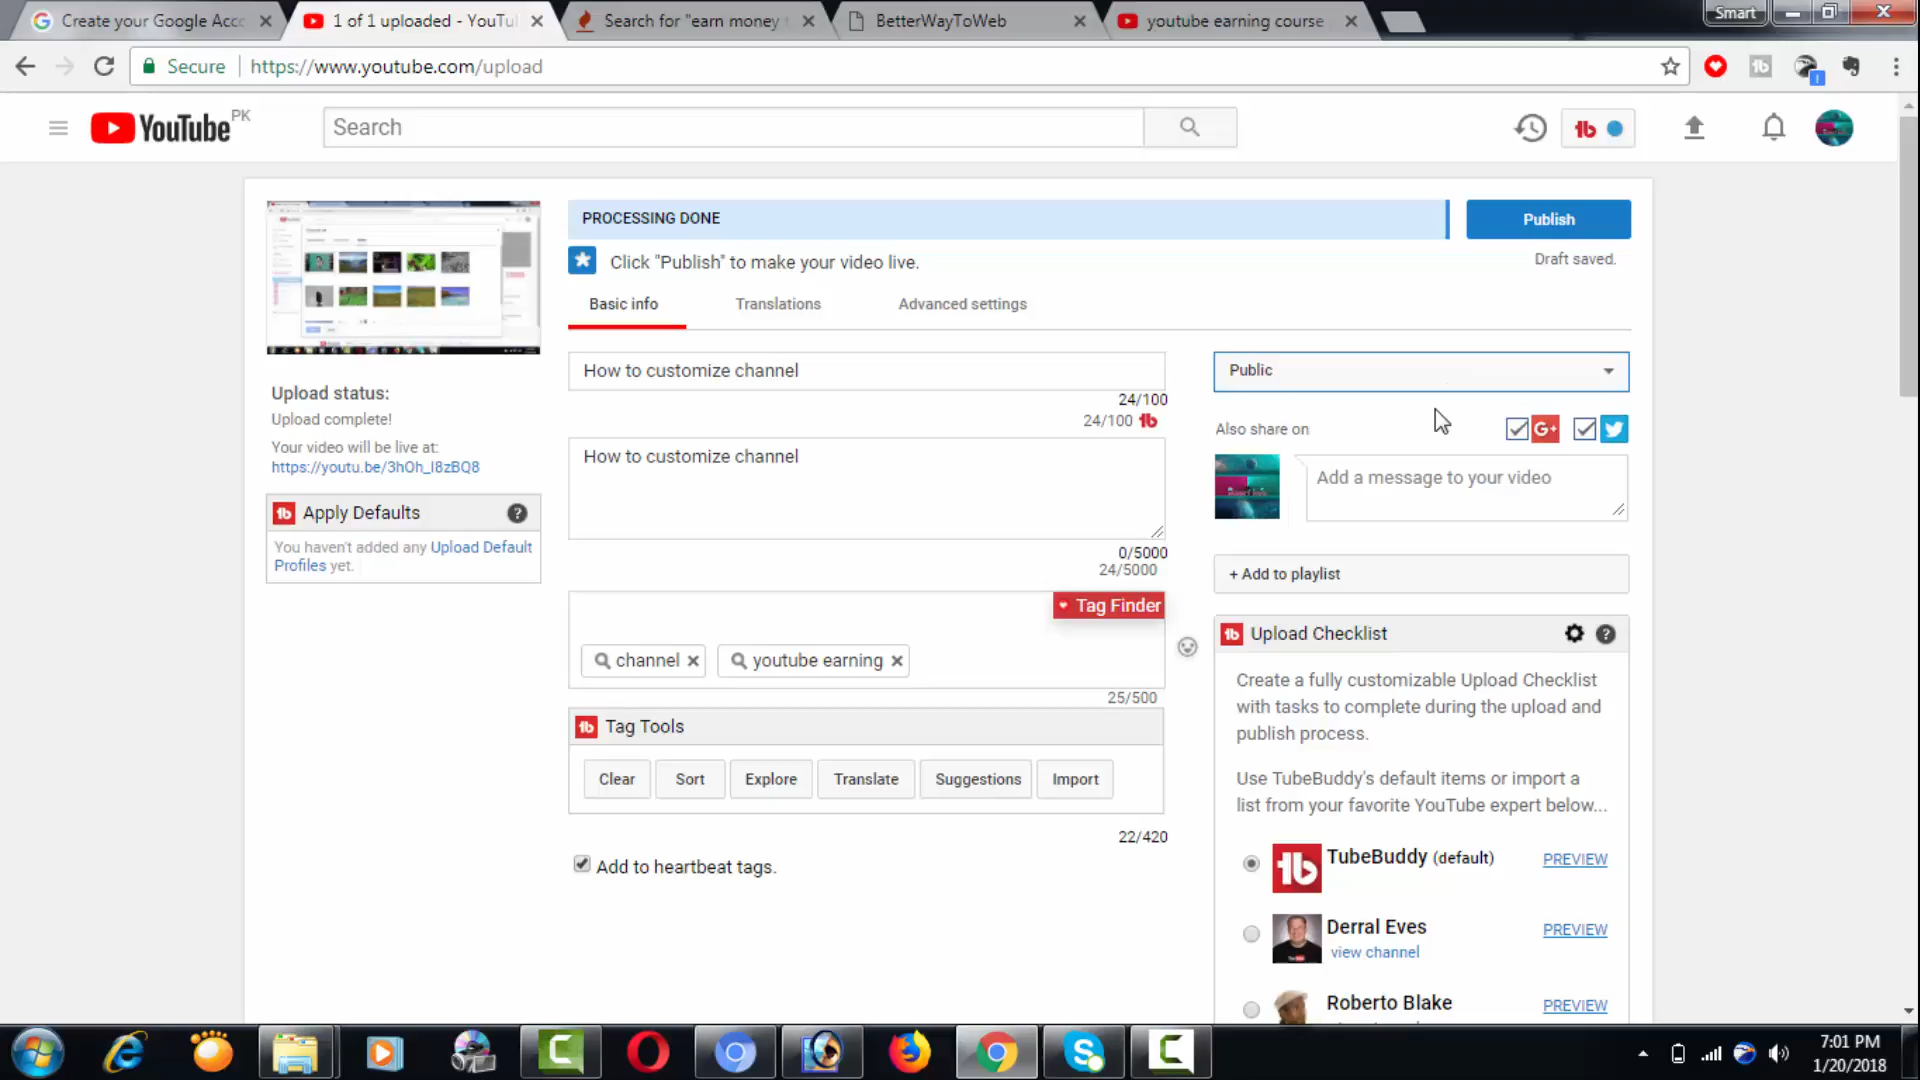 Create your Google Acco
1 of 1 uploaded - YouTu
Search for "earn money
BetterWayToWeb
youtube earning course
Smart
Secure
https://www.youtube.com/upload
YouTube PK
Search
PROCESSING DONE
Publish
Click "Publish" to make your video live.
Draft saved.
Basic info
Translations
Advanced settings
How to customize channel
Public
24/100
24/100
Upload status:
Upload complete!
Your video will be live at:
https://youtu.be/3hOh_I8zBQ8
Also share on
How to customize channel
Add a message to your video
Apply Defaults
You haven't added any Upload Default
Profiles yet.
0/5000
24/5000
+ Add to playlist
Tag Finder
channel
youtube earning
25/500
Upload Checklist
Create a fully customizable Upload Checklist
with tasks to complete during the upload and
publish process.
Use TubeBuddy's default items or import a
list from your favorite YouTube expert below...
Tag Tools
Clear
Sort
Explore
Translate
Suggestions
Import
22/420
Add to heartbeat tags.
TubeBuddy (default)
PREVIEW
Derral Eves
view channel
PREVIEW
Roberto Blake
PREVIEW
7:01 PM
1/20/2018